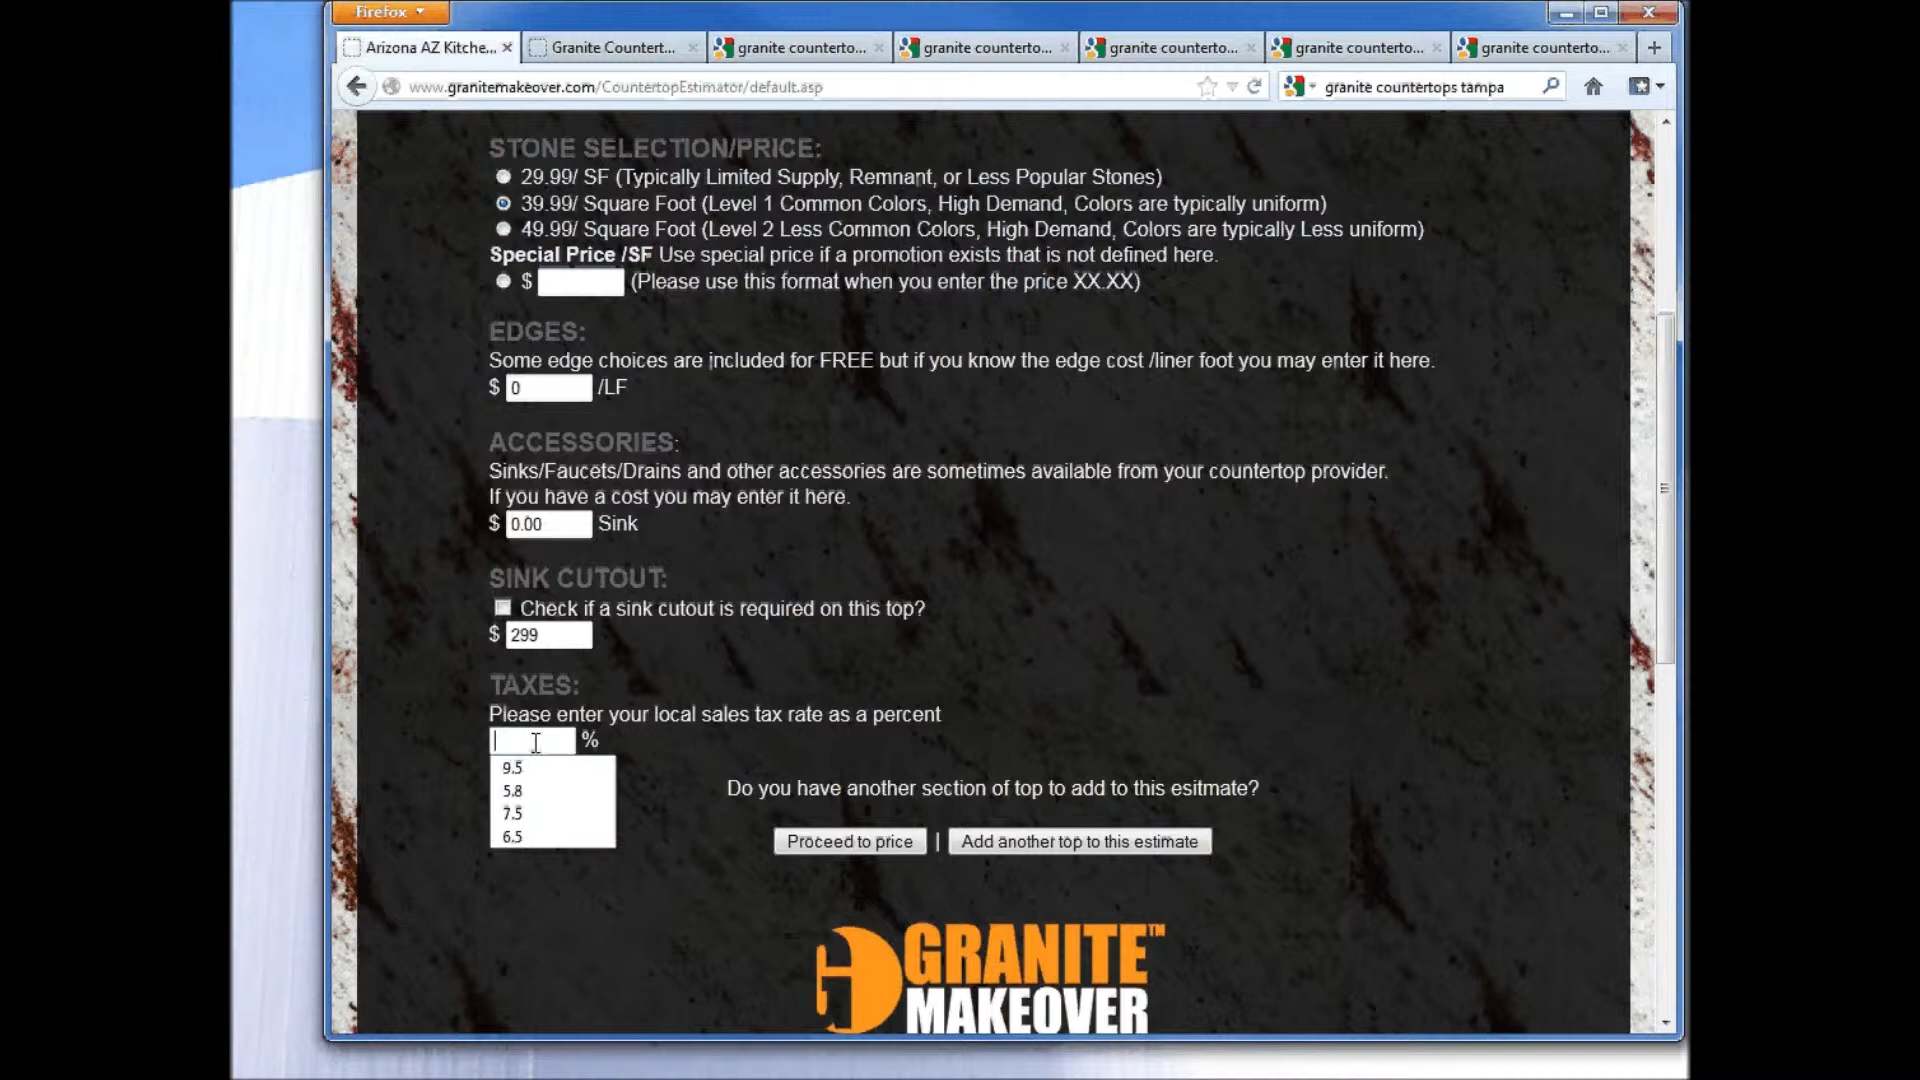 Firefox
Arizona AZ Kitche...
Granite Countert...
granite counterto...
granite counterto...
granite counterto...
granite counterto...
granite counterto...
www.granitemakeover.com/CountertopEstimator/default.asp
granite countertops tampa
STONE SELECTION/PRICE:
29.99/ SF (Typically Limited Supply, Remnant, or Less Popular Stones)
39.99/ Square Foot (Level 1 Common Colors, High Demand, Colors are typically uniform)
49.99/ Square Foot (Level 2 Less Common Colors, High Demand, Colors are typically Less uniform)
Special Price /SF Use special price if a promotion exists that is not defined here.
$ (Please use this format when you enter the price XX.XX)
EDGES:
Some edge choices are included for FREE but if you know the edge cost /liner foot you may enter it here.
$ 0 /LF
ACCESSORIES:
Sinks/Faucets/Drains and other accessories are sometimes available from your countertop provider.
If you have a cost you may enter it here.
$ 0.00 Sink
SINK CUTOUT:
Check if a sink cutout is required on this top?
$ 299
TAXES:
Please enter your local sales tax rate as a percent
%
9.5
5.8
7.5
6.5
Do you have another section of top to add to this esitmate?
Proceed to price | Add another top to this estimate
GRANITE™
MAKEOVER